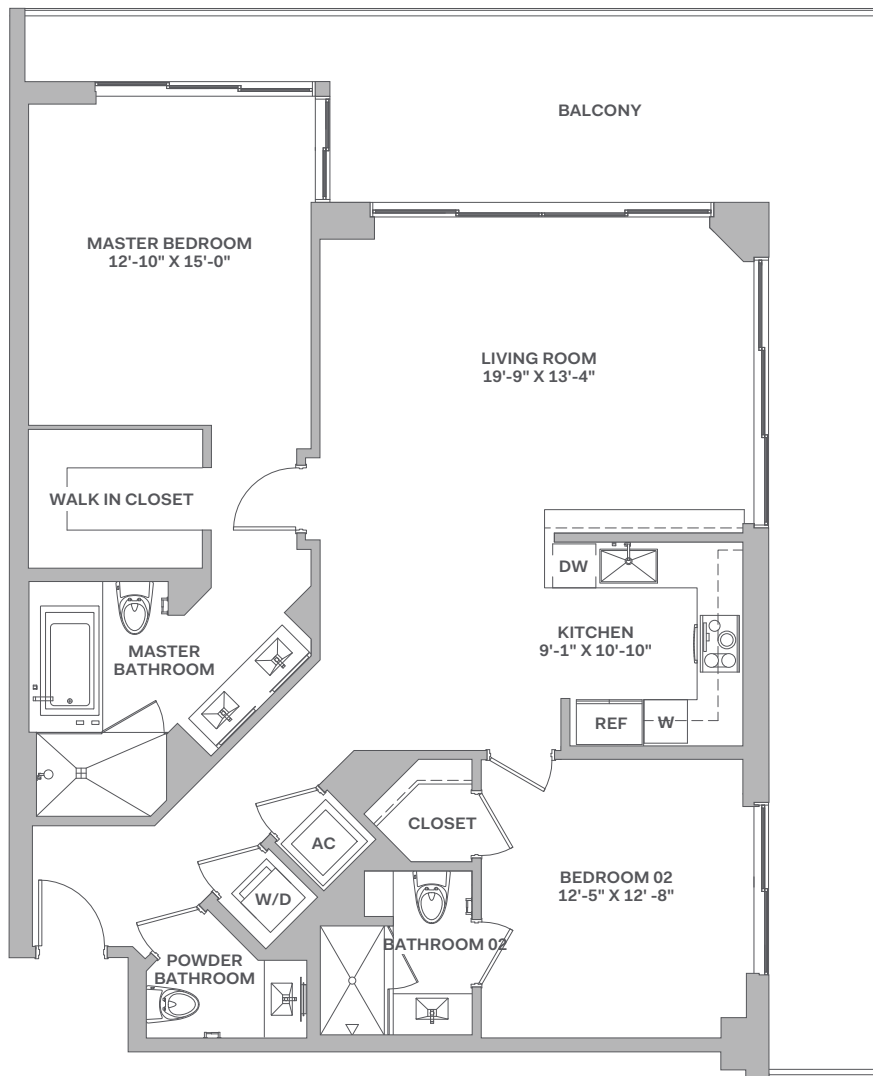 BALCONY
MASTER BEDROOM
12'-10" X 15'-0"
LIVING ROOM
19'-9" X 13'-4"
WALK IN CLOSET
DW
KITCHEN
9'-1" X 10'-10"
MASTER
BATHROOM
REF
W
CLOSET
AC
BEDROOM 02
12'-5" X 12' -8"
W/D
BATHROOM 02
POWDER
BATHROOM